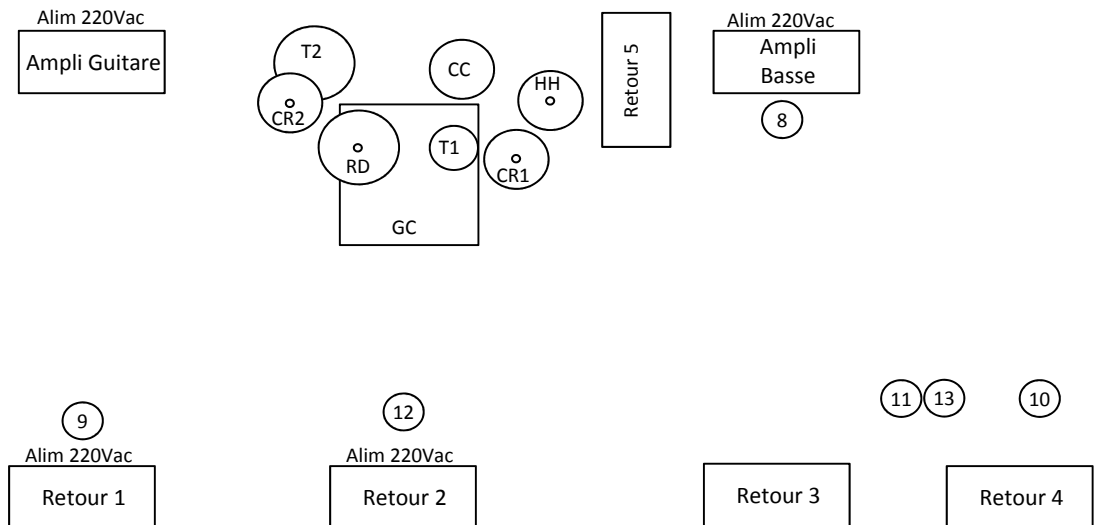 Alim 220Vac
Ampli Guitare
T2
CC
CR2
HH
Retour 5
Alim 220Vac
Ampli
Basse
8
RD
T1
CR1
GC
9
12
11
13
10
Alim 220Vac
Retour 1
Alim 220Vac
Retour 2
Retour 3
Retour 4